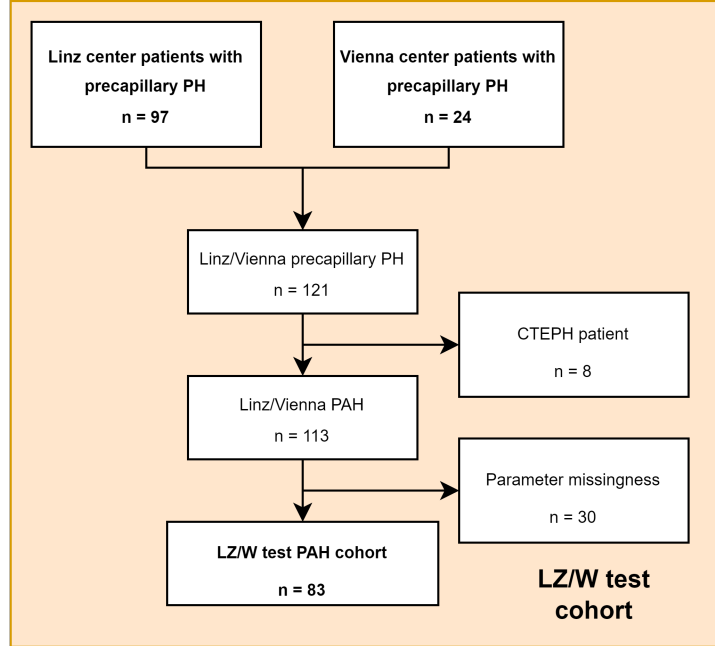 Linz center patients with
precapillary PH
n = 97
Vienna center patients with
precapillary PH
n = 24
Linz/Vienna precapillary PH
n = 121
CTEPH patient
n = 8
Linz/Vienna PAH
n = 113
Parameter missingness
n = 30
LZ/W test PAH cohort
n = 83
LZ/W test
cohort